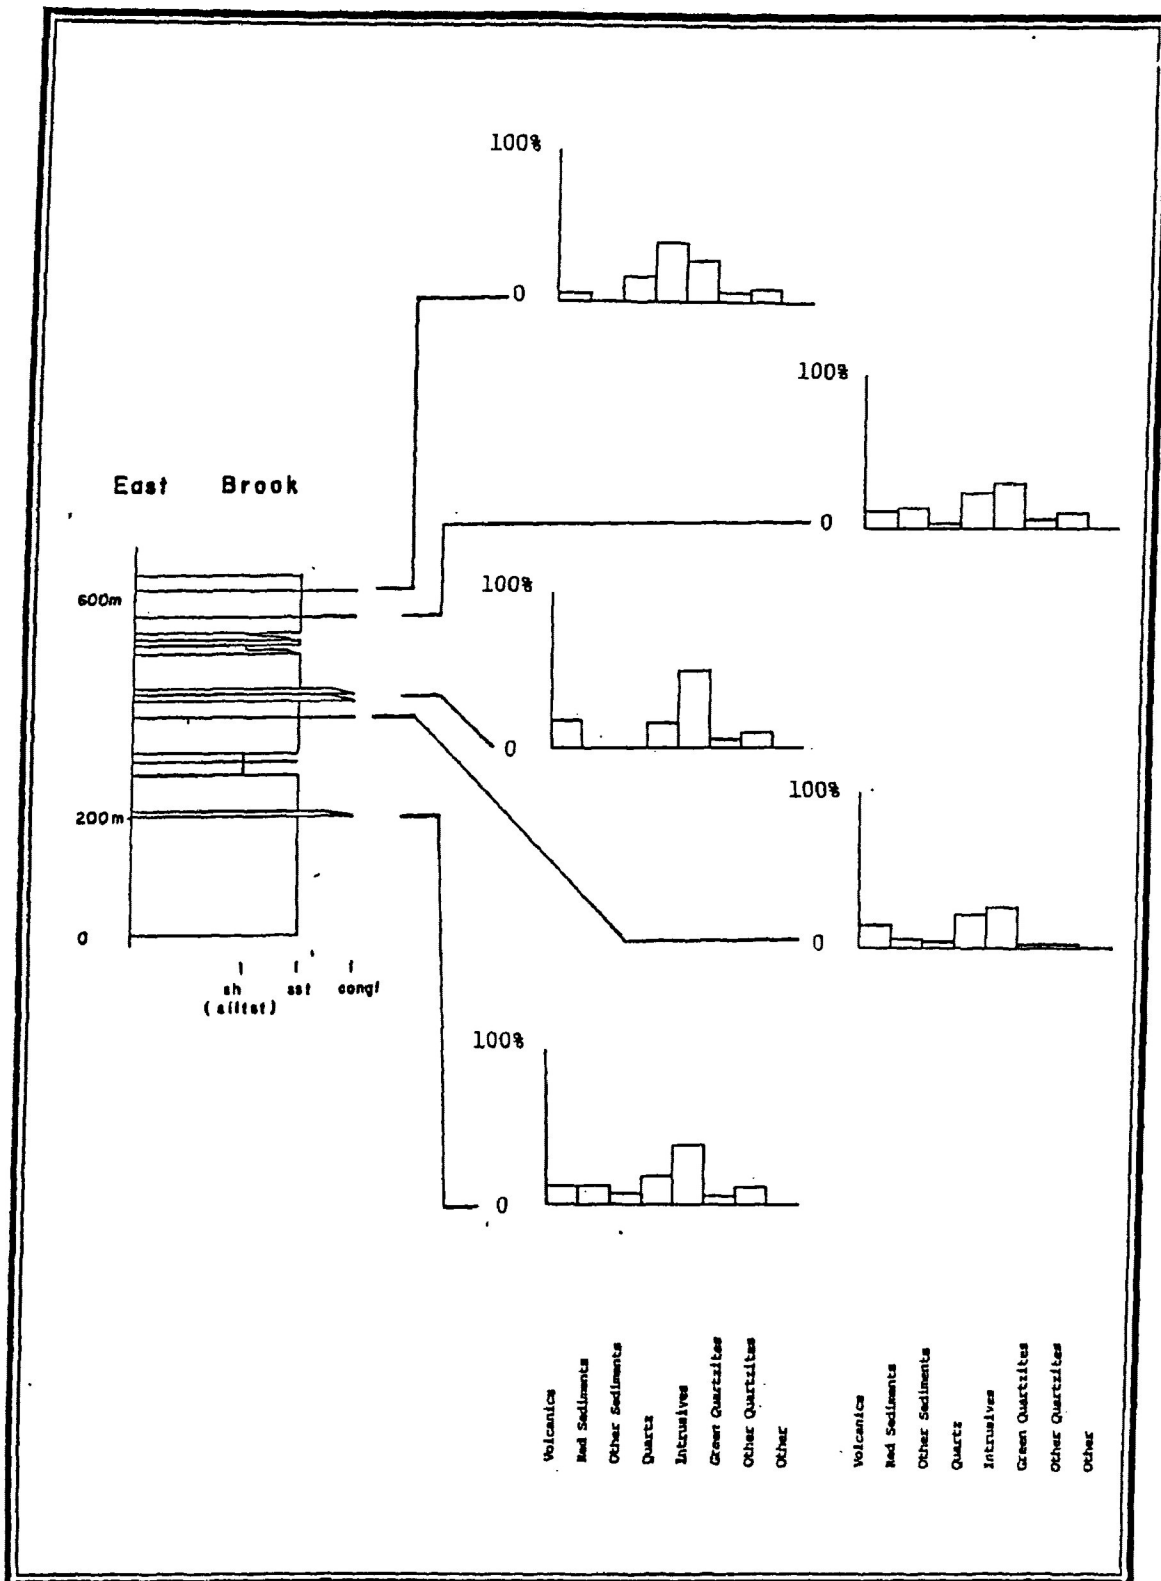 100%
0
100%
0
East Brook
600m
100%
0
200m
100%
0
0
sh sst congl
(siltst)
100%
0
Volcanics
Red Sediments
Other Sediments
Quartz
Intrusives
Green Quartzites
Other Quartzites
Other
Volcanics
Red Sediments
Other Sediments
Quartz
Intrusives
Green Quartzites
Other Quartzites
Other